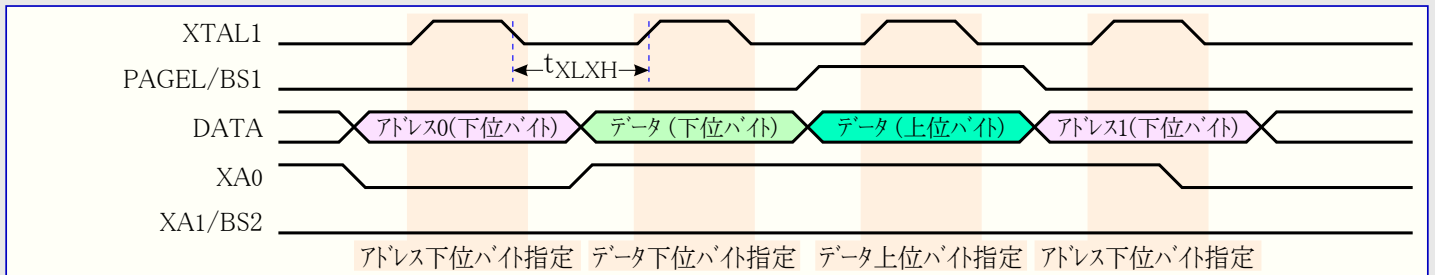 XTAL1
tXLXH
PAGEL/BS1
DATA
アドレス0(下位バイト)
データ (下位バイト)
データ (上位バイト)
アドレス1(下位バイト)
XA0
XA1/BS2
アドレス下位バイト指定
データ下位バイト指定
データ上位バイト指定
アドレス下位バイト指定